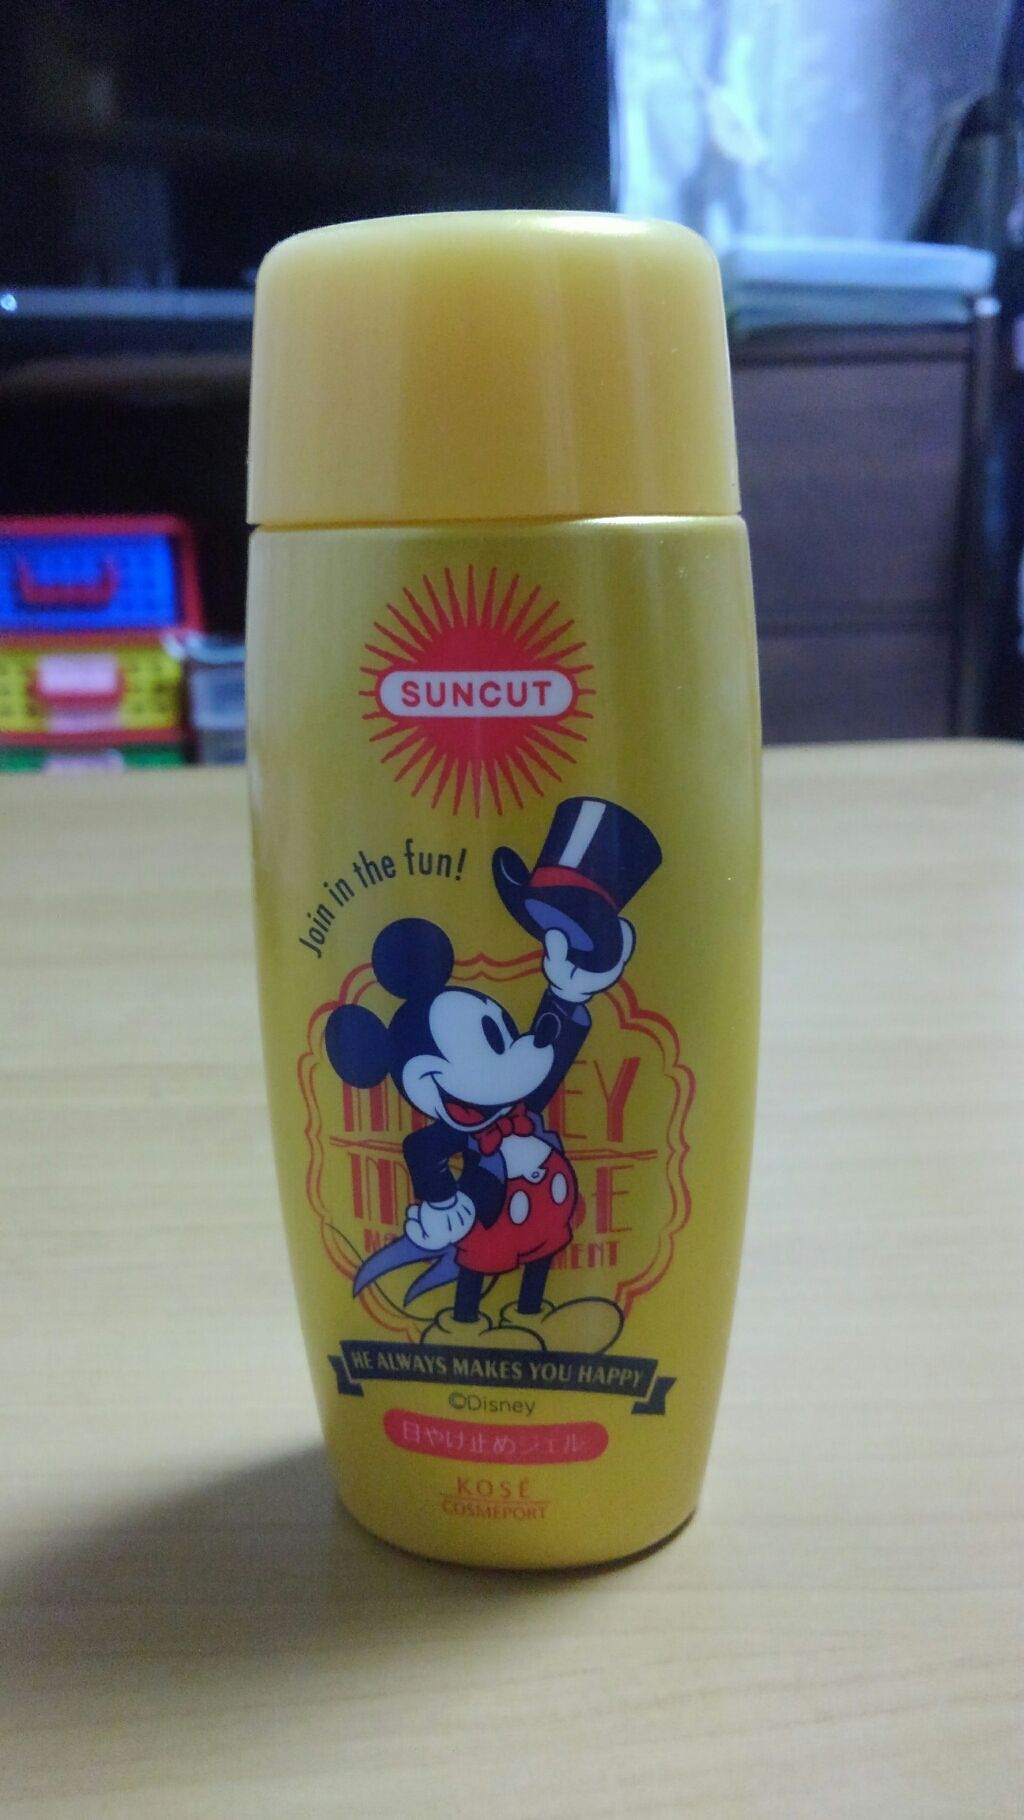 SUNCUT
Join in the fun!
HE ALWAYS MAKES YOU HAPPY
©Disney
日やけ止めジェル
KOSÉ
COSMEPORT